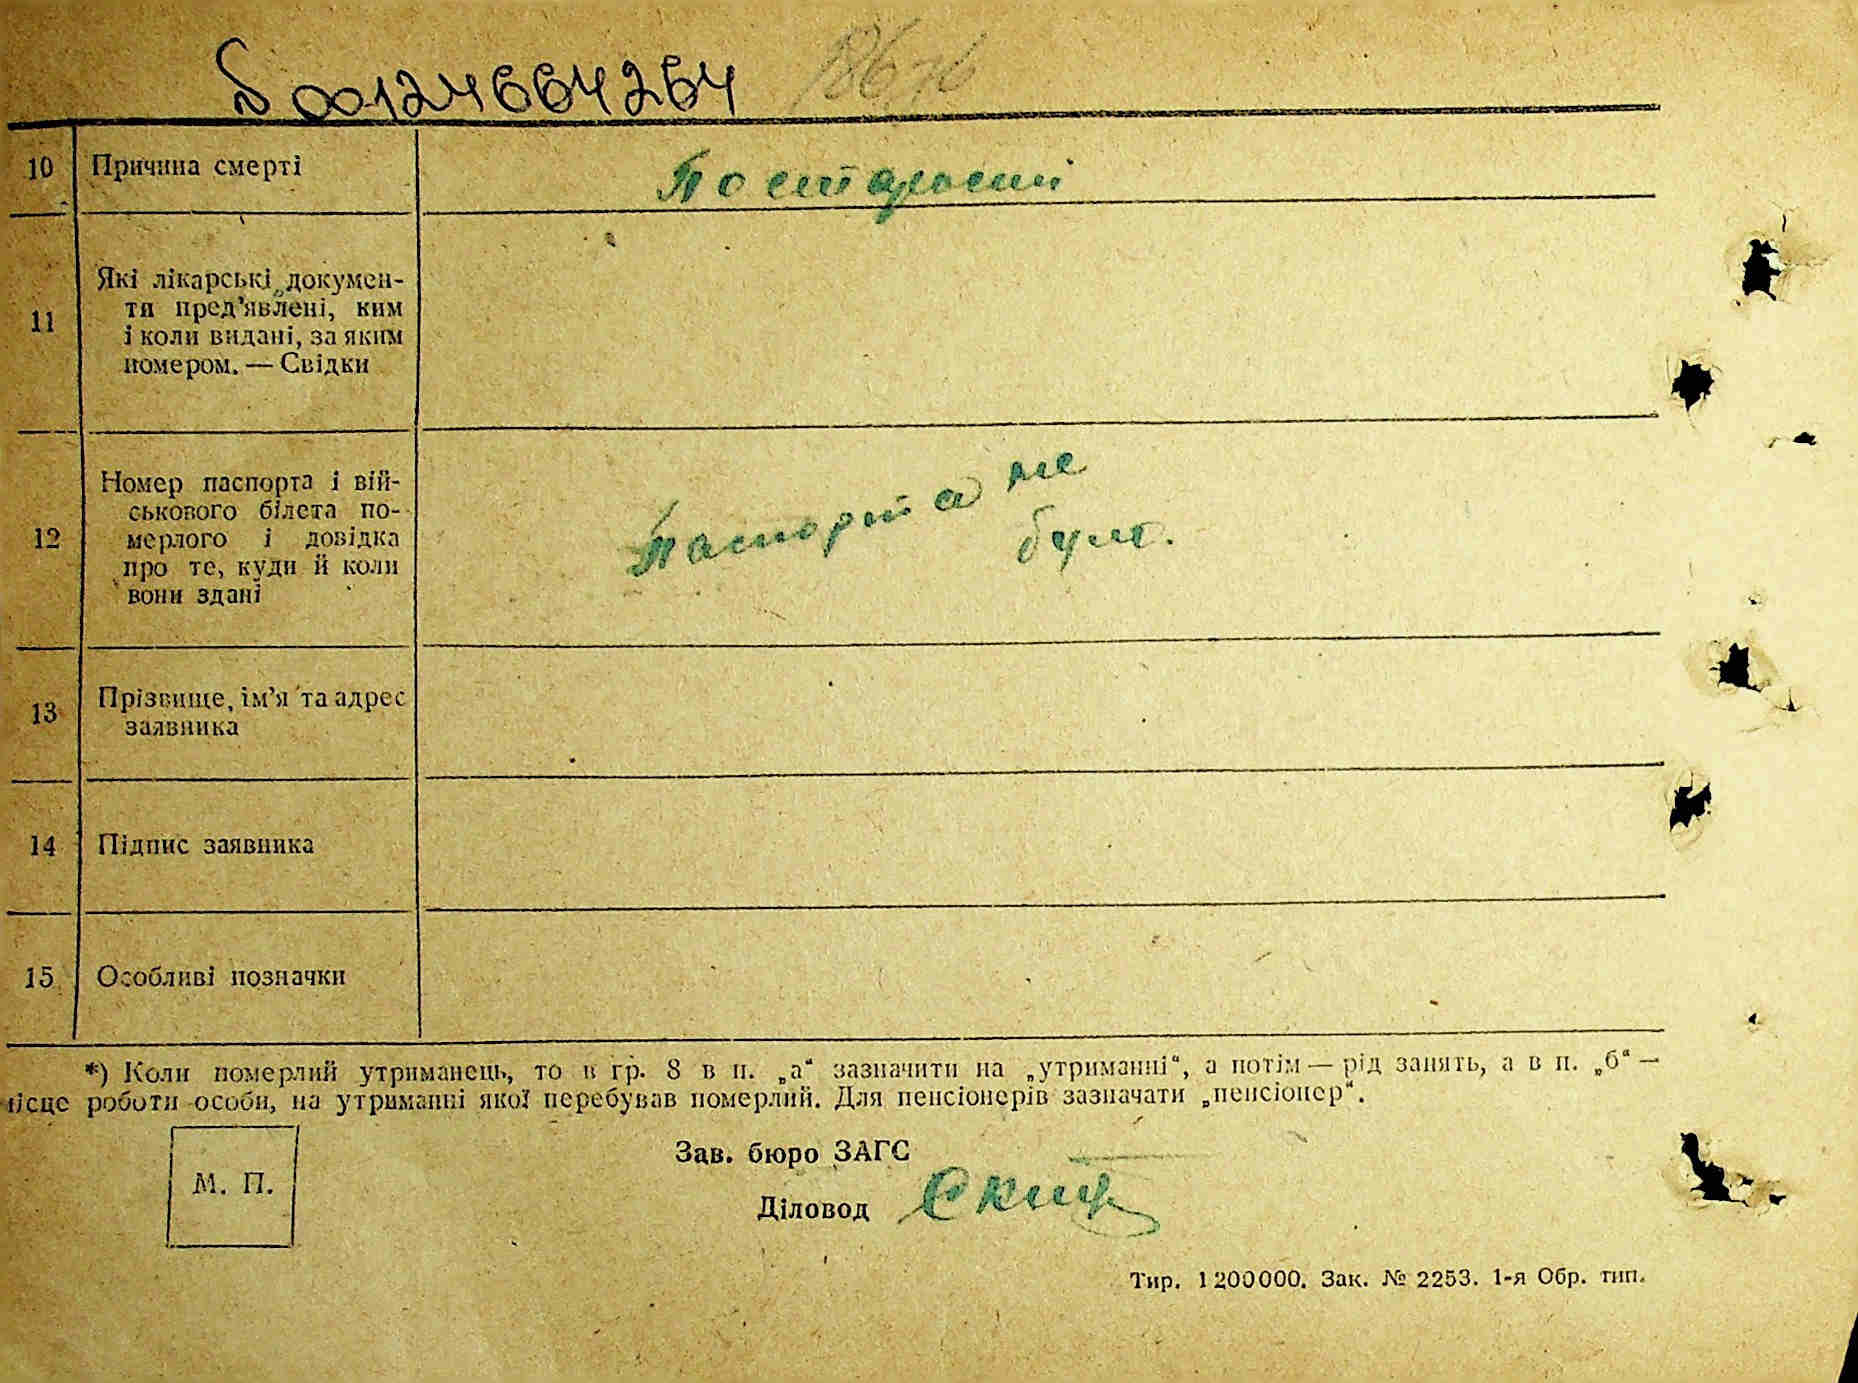 00124664264
10 Причина смерті По старості
11 Які лікарські докумен-
ти пред’явлені, ким
і коли видані, за яким
номером. — Свідки
12 Номер паспорта і вій-
ськового білета по-
мерлого і довідка
про те, куди й коли
вони здані
Паспорта не
було.
13 Прізвище, ім’я та адрес
заявника
14 Підпис заявника
15 Особливі позначки
*) Коли померлий утриманець, то в гр. 8 в п. „а“ зазначити на „утриманні“, а потім — рід занять, а в п. „б“ —
місце роботи особи, на утриманні якої перебував померлий. Для пенсіонерів зазначати „пенсіонер“.
М. П.
Зав. бюро ЗАГС
Діловод
Тир. 1200000. Зак. № 2253. 1-я Обр. тип.